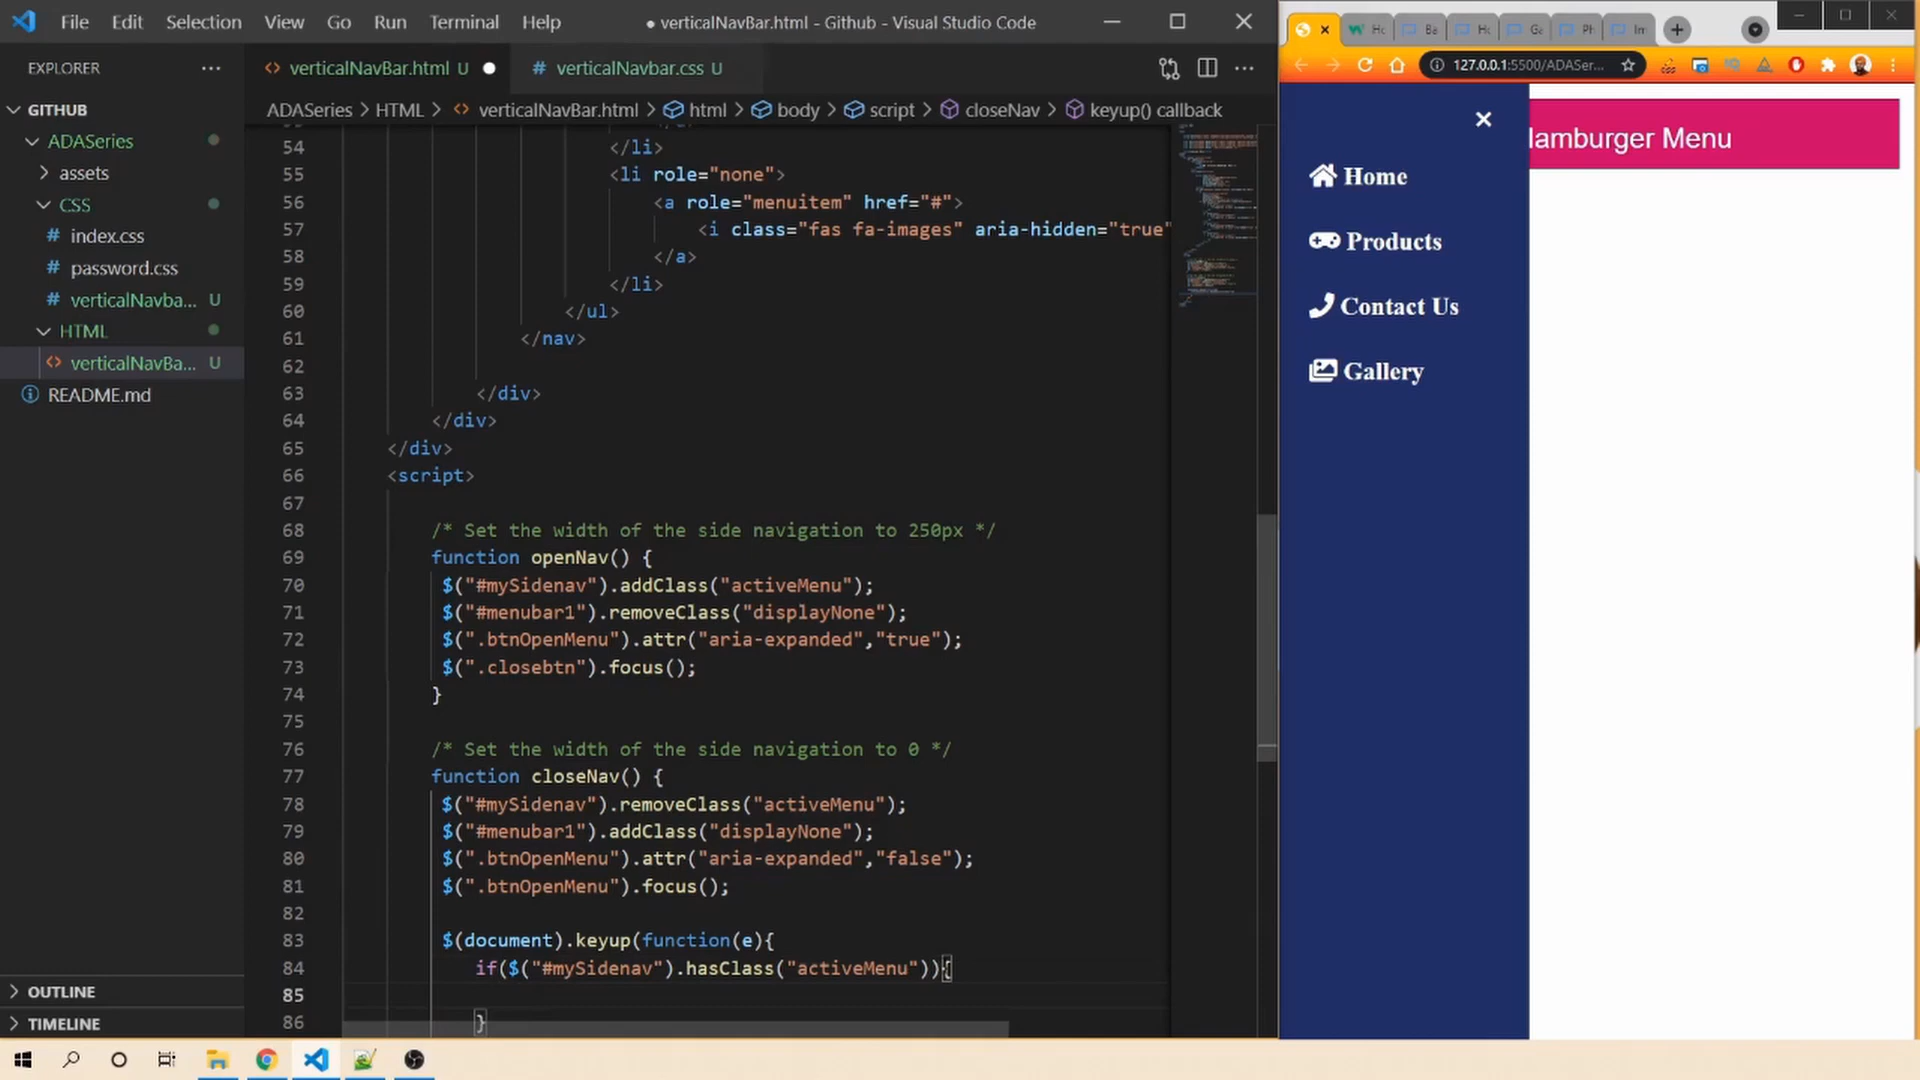 File Edit Selection View Go Run Terminal Help
● verticalNavBar.html - Github - Visual Studio Code
EXPLORER
GITHUB
ADASeries
assets
CSS
# index.css
# password.css
# verticalNavba... U
HTML
<> verticalNavBa... U
README.md
OUTLINE
TIMELINE
<> verticalNavBar.html U
# verticalNavbar.css U
ADASeries > HTML > <> verticalNavBar.html > html > body > script > closeNav > keyup() callback
54 </li>
55 <li role="none">
56 <a role="menuitem" href="#">
57 <i class="fas fa-images" aria-hidden="true"
58 </a>
59 </li>
60 </ul>
61 </nav>
62
63 </div>
64 </div>
65 </div>
66 <script>
67
68 /* Set the width of the side navigation to 250px */
69 function openNav() {
70 $("#mySidenav").addClass("activeMenu");
71 $("#menubar1").removeClass("displayNone");
72 $(".btnOpenMenu").attr("aria-expanded","true");
73 $(".closebtn").focus();
74 }
75
76 /* Set the width of the side navigation to 0 */
77 function closeNav() {
78 $("#mySidenav").removeClass("activeMenu");
79 $("#menubar1").addClass("displayNone");
80 $(".btnOpenMenu").attr("aria-expanded","false");
81 $(".btnOpenMenu").focus();
82
83 $(document).keyup(function(e){
84 if($("#mySidenav").hasClass("activeMenu")){
85
86 }
Ho Ba Ho Ga Ph Im
127.0.0.1:5500/ADASer...
Hamburger Menu
×
Home
Products
Contact Us
Gallery